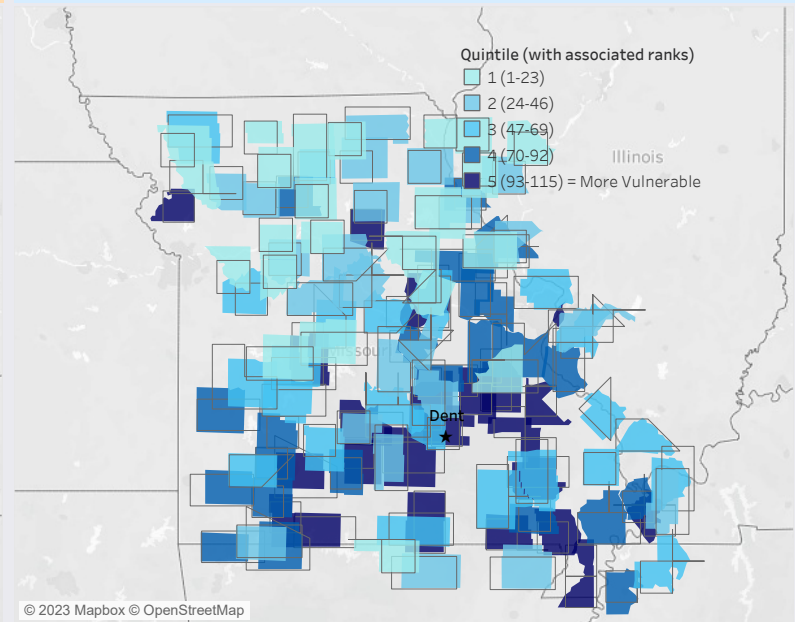 Quintile (with associated ranks)
1 (1-23)
2 (24-46)
3 (47-69)
4 (70-92)
5 (93-115) = More Vulnerable
Illinois
Missouri
Dent
© 2023 Mapbox © OpenStreetMap